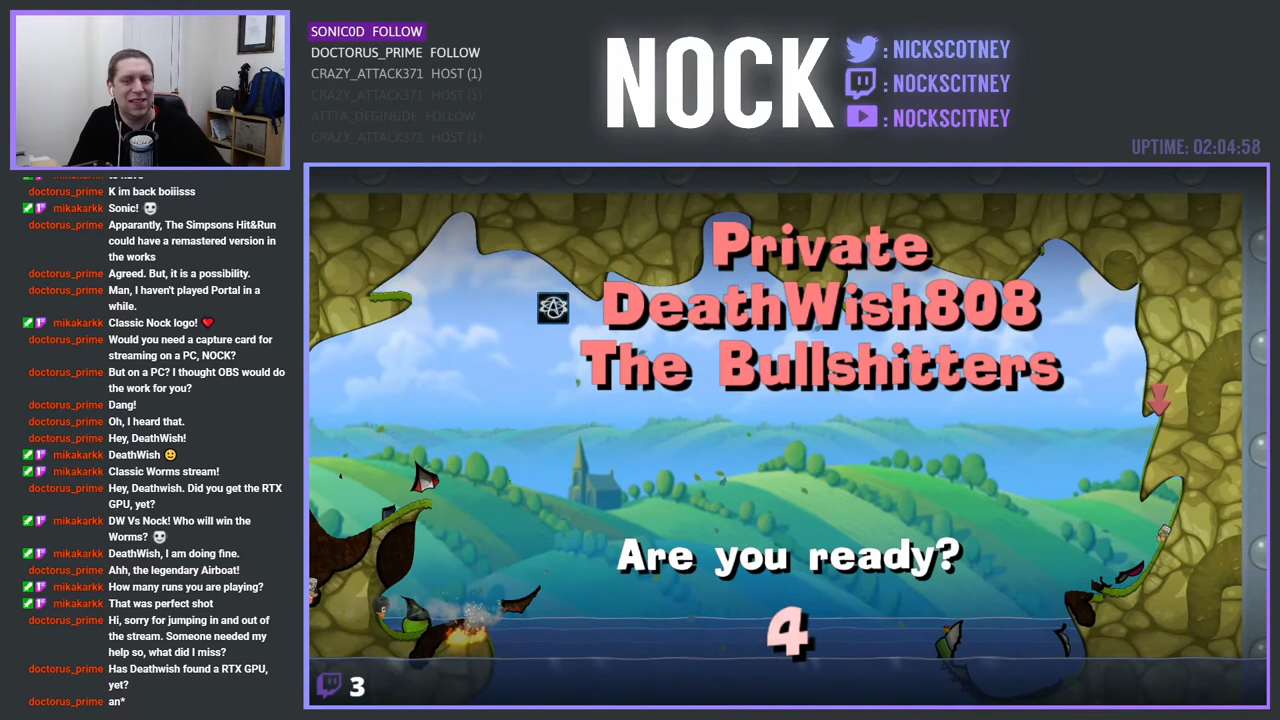 SONIC0D FOLLOW
DOCTORUS_PRIME FOLLOW
CRAZY_ATTACK371 HOST (1)
CRAZY_ATTACK371 HOST (1)
ATTTA_DEGINGDE FOLLOW
CRAZY_ATTACK371 HOST (1)
NOCK
: NICKSCOTNEY
: NOCKSCITNEY
: NOCKSCITNEY
UPTIME: 02:04:58
doctorus_prime K im back boiiisss
mikakarkk Sonic!
doctorus_prime Apparantly, The Simpsons Hit&Run
could have a remastered version in
the works
doctorus_prime Agreed. But, it is a possibility.
doctorus_prime Man, I haven't played Portal in a
while.
mikakarkk Classic Nock logo!
doctorus_prime Would you need a capture card for
streaming on a PC, NOCK?
doctorus_prime But on a PC? I thought OBS would do
the work for you?
doctorus_prime Dang!
doctorus_prime Oh, I heard that.
doctorus_prime Hey, DeathWish!
mikakarkk DeathWish
mikakarkk Classic Worms stream!
doctorus_prime Hey, Deathwish. Did you get the RTX
GPU, yet?
mikakarkk DW Vs Nock! Who will win the
Worms?
mikakarkk DeathWish, I am doing fine.
doctorus_prime Ahh, the legendary Airboat!
mikakarkk How many runs you are playing?
mikakarkk That was perfect shot
doctorus_prime Hi, sorry for jumping in and out of
the stream. Someone needed my
help so, what did I miss?
doctorus_prime Has Deathwish found a RTX GPU,
yet?
doctorus_prime an*
Private
DeathWish808
The Bullshitters
Are you ready?
4
3